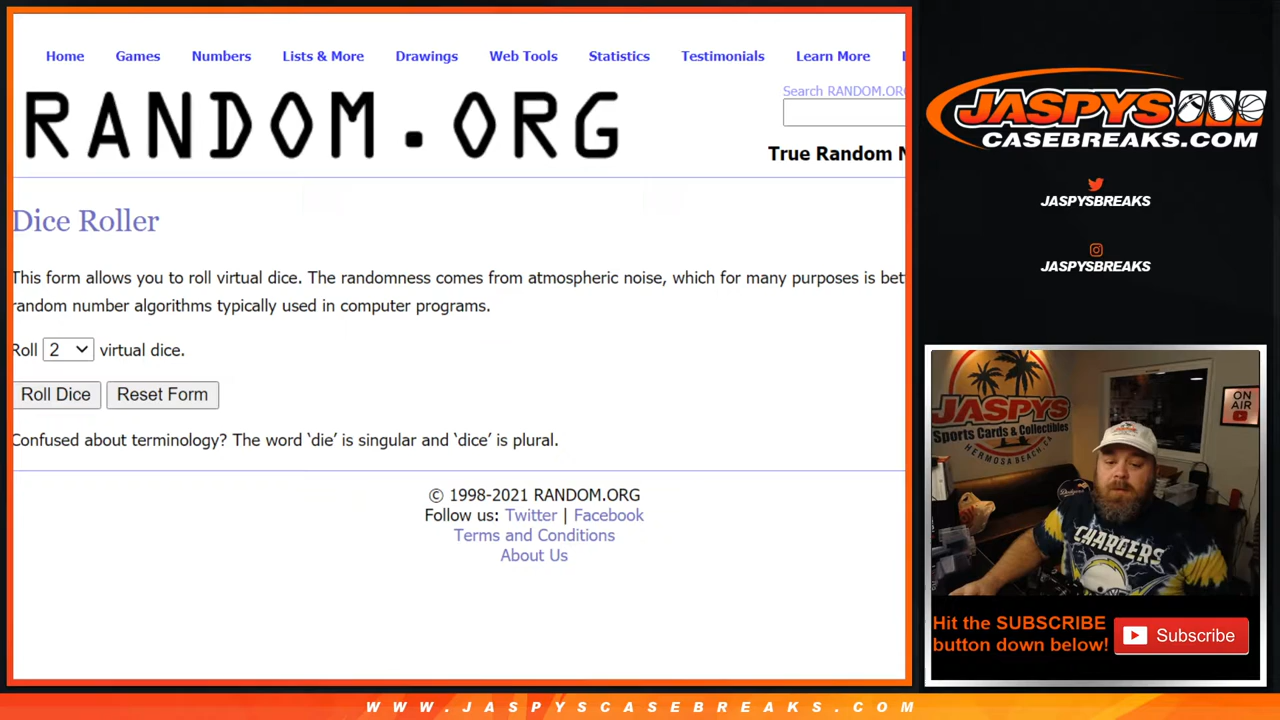 Home Games Numbers Lists & More Drawings Web Tools Statistics Testimonials Learn More
RANDOM.ORG
Search RANDOM.ORG
True Random N
Dice Roller
This form allows you to roll virtual dice. The randomness comes from atmospheric noise, which for many purposes is bet
random number algorithms typically used in computer programs.
Roll 2 virtual dice.
Roll Dice Reset Form
Confused about terminology? The word ‘die’ is singular and ‘dice’ is plural.
© 1998-2021 RANDOM.ORG
Follow us: Twitter | Facebook
Terms and Conditions
About Us
JASPYS
CASEBREAKS.COM
JASPYSBREAKS
JASPYSBREAKS
JASPYS
Sports Cards & Collectibles
HERMOSA BEACH, CA
ON
AIR
Dodgers
CHARGERS
Hit the SUBSCRIBE
button down below!
Subscribe
WWW.JASPYSCASEBREAKS.COM